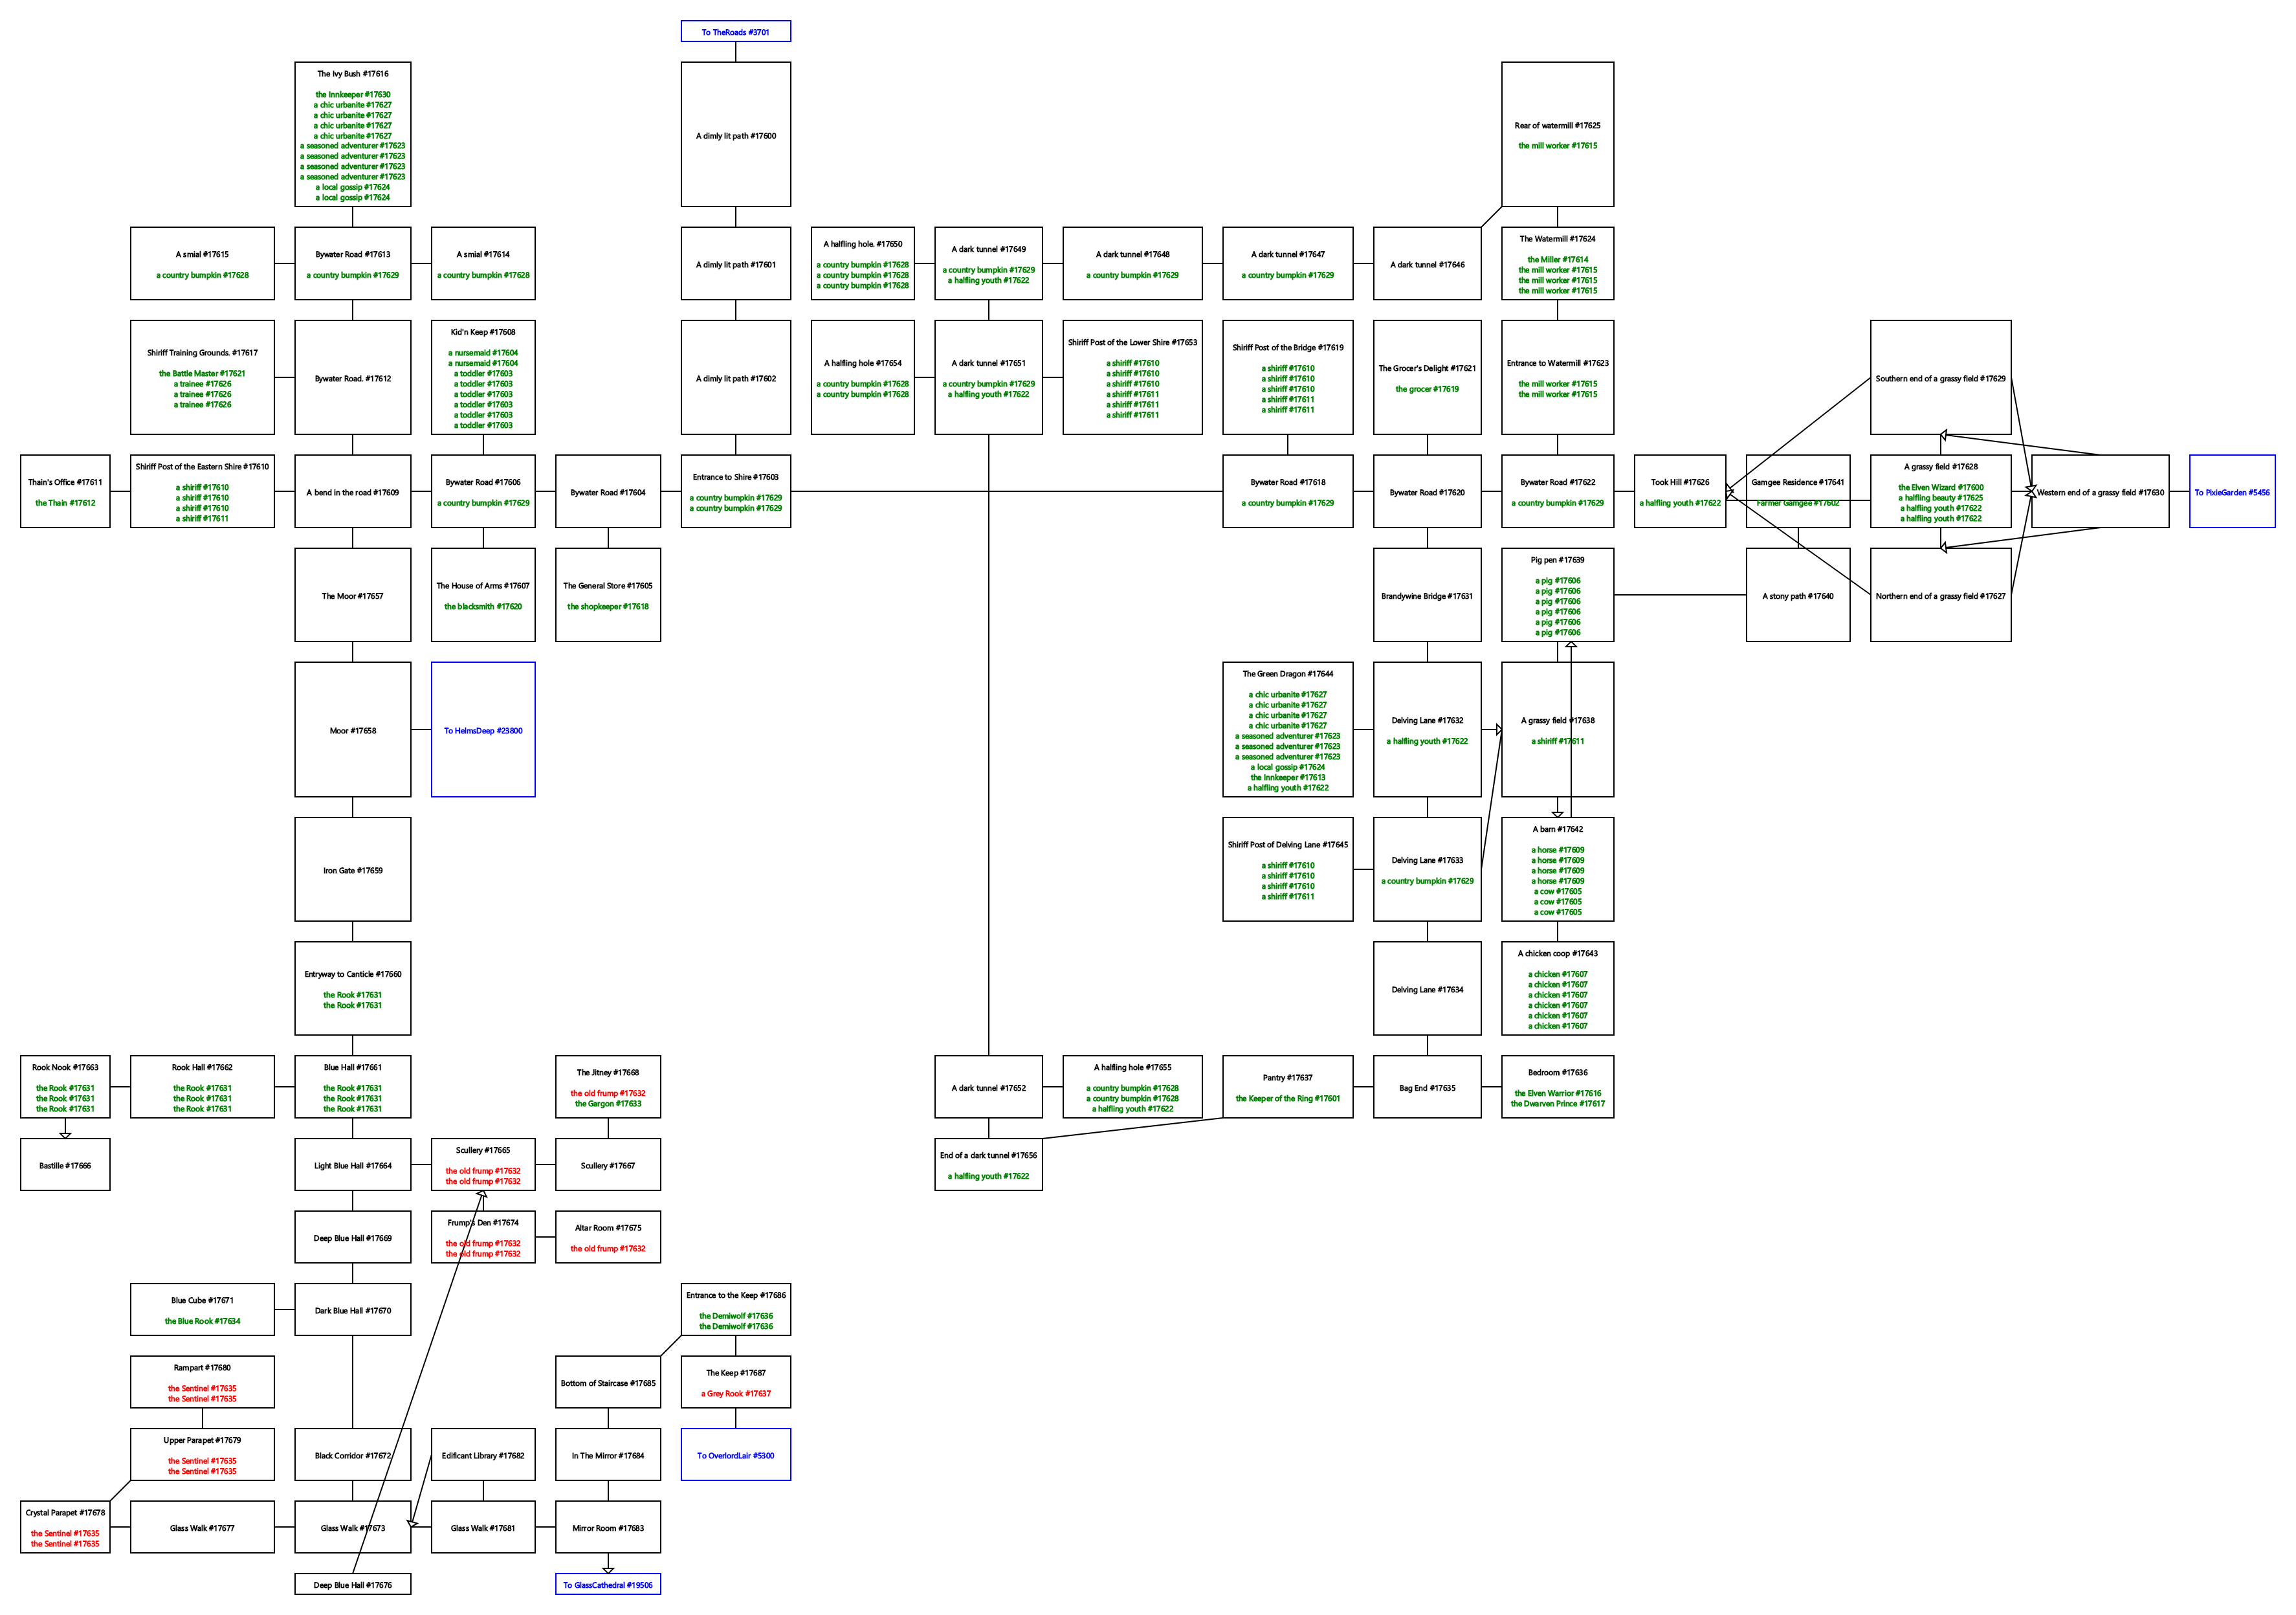 To TheRoads #3701
The Ivy Bush #17616
the Innkeeper #17630
a chic urbanite #17627
a chic urbanite #17627
a chic urbanite #17627
a chic urbanite #17627
a seasoned adventurer #17623
a seasoned adventurer #17623
a seasoned adventurer #17623
a seasoned adventurer #17623
a local gossip #17624
a local gossip #17624
A dimly lit path #17600
Rear of watermill #17625
the mill worker #17615
A smial #17615
a country bumpkin #17628
Bywater Road #17613
a country bumpkin #17629
A smial #17614
a country bumpkin #17628
A dimly lit path #17601
A halfling hole. #17650
a country bumpkin #17628
a country bumpkin #17628
a country bumpkin #17628
A dark tunnel #17649
a country bumpkin #17629
a halfling youth #17622
A dark tunnel #17648
a country bumpkin #17629
A dark tunnel #17647
a country bumpkin #17629
A dark tunnel #17646
The Watermill #17624
the Miller #17614
the mill worker #17615
the mill worker #17615
the mill worker #17615
Shiriff Training Grounds. #17617
the Battle Master #17621
a trainee #17626
a trainee #17626
a trainee #17626
Bywater Road. #17612
Kid'n Keep #17608
a nursemaid #17604
a nursemaid #17604
a toddler #17603
a toddler #17603
a toddler #17603
a toddler #17603
a toddler #17603
a toddler #17603
A dimly lit path #17602
A halfling hole #17654
a country bumpkin #17628
a country bumpkin #17628
A dark tunnel #17651
a country bumpkin #17629
a halfling youth #17622
Shiriff Post of the Lower Shire #17653
a shiriff #17610
a shiriff #17610
a shiriff #17610
a shiriff #17611
a shiriff #17611
a shiriff #17611
Shiriff Post of the Bridge #17619
a shiriff #17610
a shiriff #17610
a shiriff #17610
a shiriff #17611
a shiriff #17611
The Grocer's Delight #17621
the grocer #17619
Entrance to Watermill #17623
the mill worker #17615
the mill worker #17615
Southern end of a grassy field #17629
Thain's Office #17611
the Thain #17612
Shiriff Post of the Eastern Shire #17610
a shiriff #17610
a shiriff #17610
a shiriff #17610
a shiriff #17611
A bend in the road #17609
Bywater Road #17606
a country bumpkin #17629
Bywater Road #17604
Entrance to Shire #17603
a country bumpkin #17629
a country bumpkin #17629
Bywater Road #17618
a country bumpkin #17629
Bywater Road #17620
Bywater Road #17622
a country bumpkin #17629
Took Hill #17626
a halfling youth #17622
Gamgee Residence #17641
Farmer Gamgee #17602
A grassy field #17628
the Elven Wizard #17600
a halfling beauty #17625
a halfling youth #17622
a halfling youth #17622
Western end of a grassy field #17630
To PixieGarden #5456
The Moor #17657
The House of Arms #17607
the blacksmith #17620
The General Store #17605
the shopkeeper #17618
Brandywine Bridge #17631
Pig pen #17639
a pig #17606
a pig #17606
a pig #17606
a pig #17606
a pig #17606
a pig #17606
A stony path #17640
Northern end of a grassy field #17627
Moor #17658
To HelmsDeep #23800
The Green Dragon #17644
a chic urbanite #17627
a chic urbanite #17627
a chic urbanite #17627
a chic urbanite #17627
a seasoned adventurer #17623
a seasoned adventurer #17623
a seasoned adventurer #17623
a local gossip #17624
the Innkeeper #17613
a halfling youth #17622
Delving Lane #17632
a halfling youth #17622
A grassy field #17638
a shiriff #17611
Iron Gate #17659
Shiriff Post of Delving Lane #17645
a shiriff #17610
a shiriff #17610
a shiriff #17610
a shiriff #17611
Delving Lane #17633
a country bumpkin #17629
A barn #17642
a horse #17609
a horse #17609
a horse #17609
a horse #17609
a cow #17605
a cow #17605
a cow #17605
Entryway to Canticle #17660
the Rook #17631
the Rook #17631
Delving Lane #17634
A chicken coop #17643
a chicken #17607
a chicken #17607
a chicken #17607
a chicken #17607
a chicken #17607
a chicken #17607
Rook Nook #17663
the Rook #17631
the Rook #17631
the Rook #17631
Rook Hall #17662
the Rook #17631
the Rook #17631
the Rook #17631
Blue Hall #17661
the Rook #17631
the Rook #17631
the Rook #17631
The Jitney #17668
the old frump #17632
the Gargon #17633
A dark tunnel #17652
A halfling hole #17655
a country bumpkin #17628
a country bumpkin #17628
a halfling youth #17622
Pantry #17637
the Keeper of the Ring #17601
Bag End #17635
Bedroom #17636
the Elven Warrior #17616
the Dwarven Prince #17617
Bastille #17666
Light Blue Hall #17664
Scullery #17665
the old frump #17632
the old frump #17632
Scullery #17667
End of a dark tunnel #17656
a halfling youth #17622
Deep Blue Hall #17669
Frump's Den #17674
the old frump #17632
the old frump #17632
Altar Room #17675
the old frump #17632
Blue Cube #17671
the Blue Rook #17634
Dark Blue Hall #17670
Entrance to the Keep #17686
the Demiwolf #17636
the Demiwolf #17636
Rampart #17680
the Sentinel #17635
the Sentinel #17635
Bottom of Staircase #17685
The Keep #17687
a Grey Rook #17637
Upper Parapet #17679
the Sentinel #17635
the Sentinel #17635
Black Corridor #17672
Edificant Library #17682
In The Mirror #17684
To OverlordLair #5300
Crystal Parapet #17678
the Sentinel #17635
the Sentinel #17635
Glass Walk #17677
Glass Walk #17673
Glass Walk #17681
Mirror Room #17683
Deep Blue Hall #17676
To GlassCathedral #19506